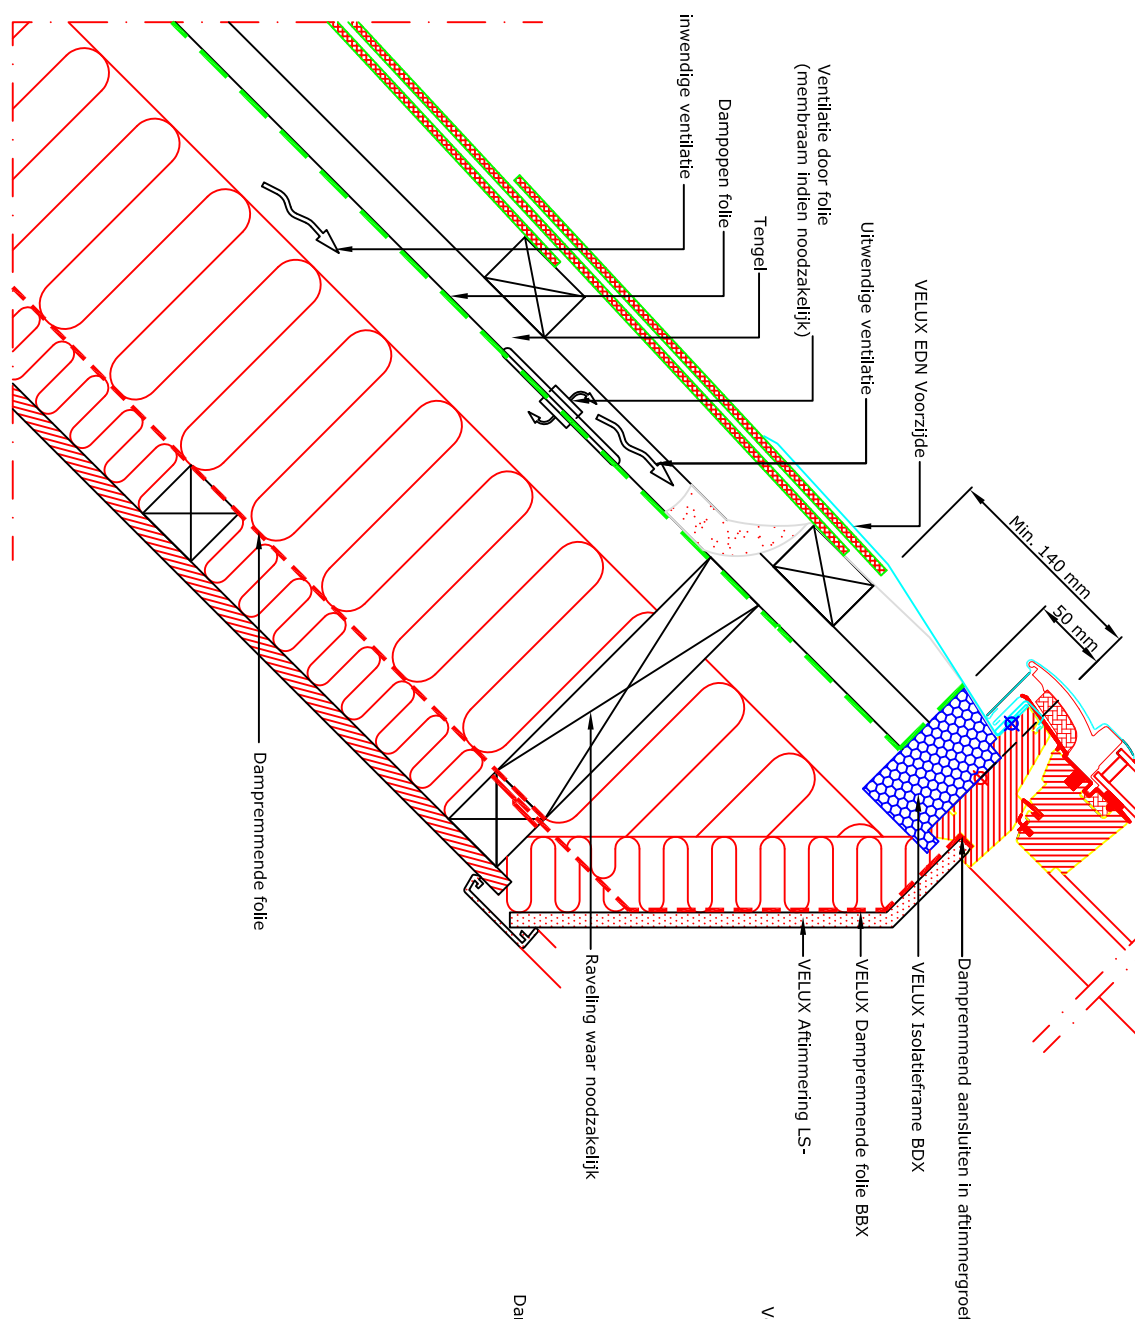 inwendige ventilatie
Dampopen folie
Tengel
Ventilatie door folie
(membraam indien noodzakelijk)
Uitwendige ventilatie
VELUX EDN Voorzijde
Min. 140 mm
50 mm
Dampremmend aansluiten in aftimmergroef
VELUX Isolatieframe BDX
VELUX Dampremmende folie BBX
VELUX Aftimmering LS-
Raveling waar noodzakelijk
Dampremmende folie